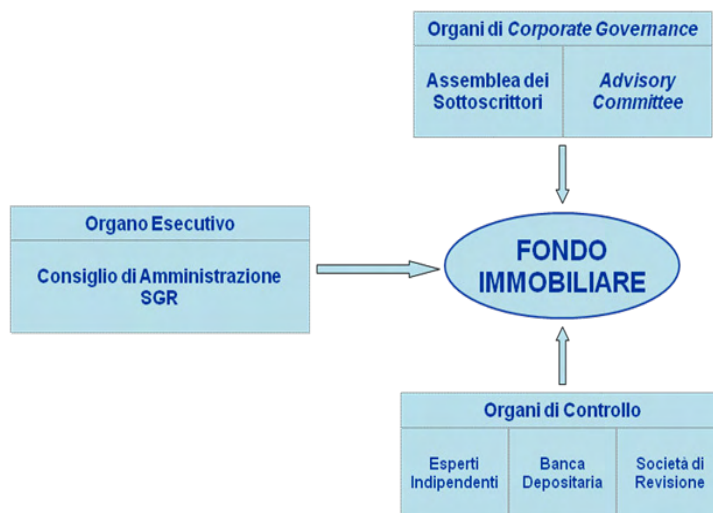 Organi di Corporate Governance
Assemblea dei
Sottoscrittori
Advisory
Committee
Organo Esecutivo
Consiglio di Amministrazione
SGR
FONDO
IMMOBILIARE
Organi di Controllo
Esperti
Indipendenti
Banca
Depositaria
Società di
Revisione